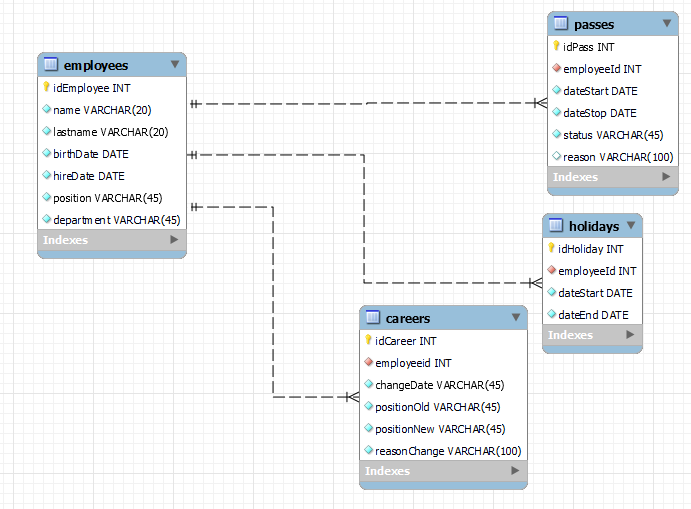 employees
idEmployee INT
name VARCHAR(20)
lastname VARCHAR(20)
birthDate DATE
hireDate DATE
position VARCHAR(45)
department VARCHAR(45)
Indexes
passes
idPass INT
employeeId INT
dateStart DATE
dateStop DATE
status VARCHAR(45)
reason VARCHAR(100)
Indexes
holidays
idHoliday INT
employeeId INT
dateStart DATE
dateEnd DATE
Indexes
careers
idCareer INT
employeeid INT
changeDate VARCHAR(45)
positionOld VARCHAR(45)
positionNew VARCHAR(45)
reasonChange VARCHAR(100)
Indexes